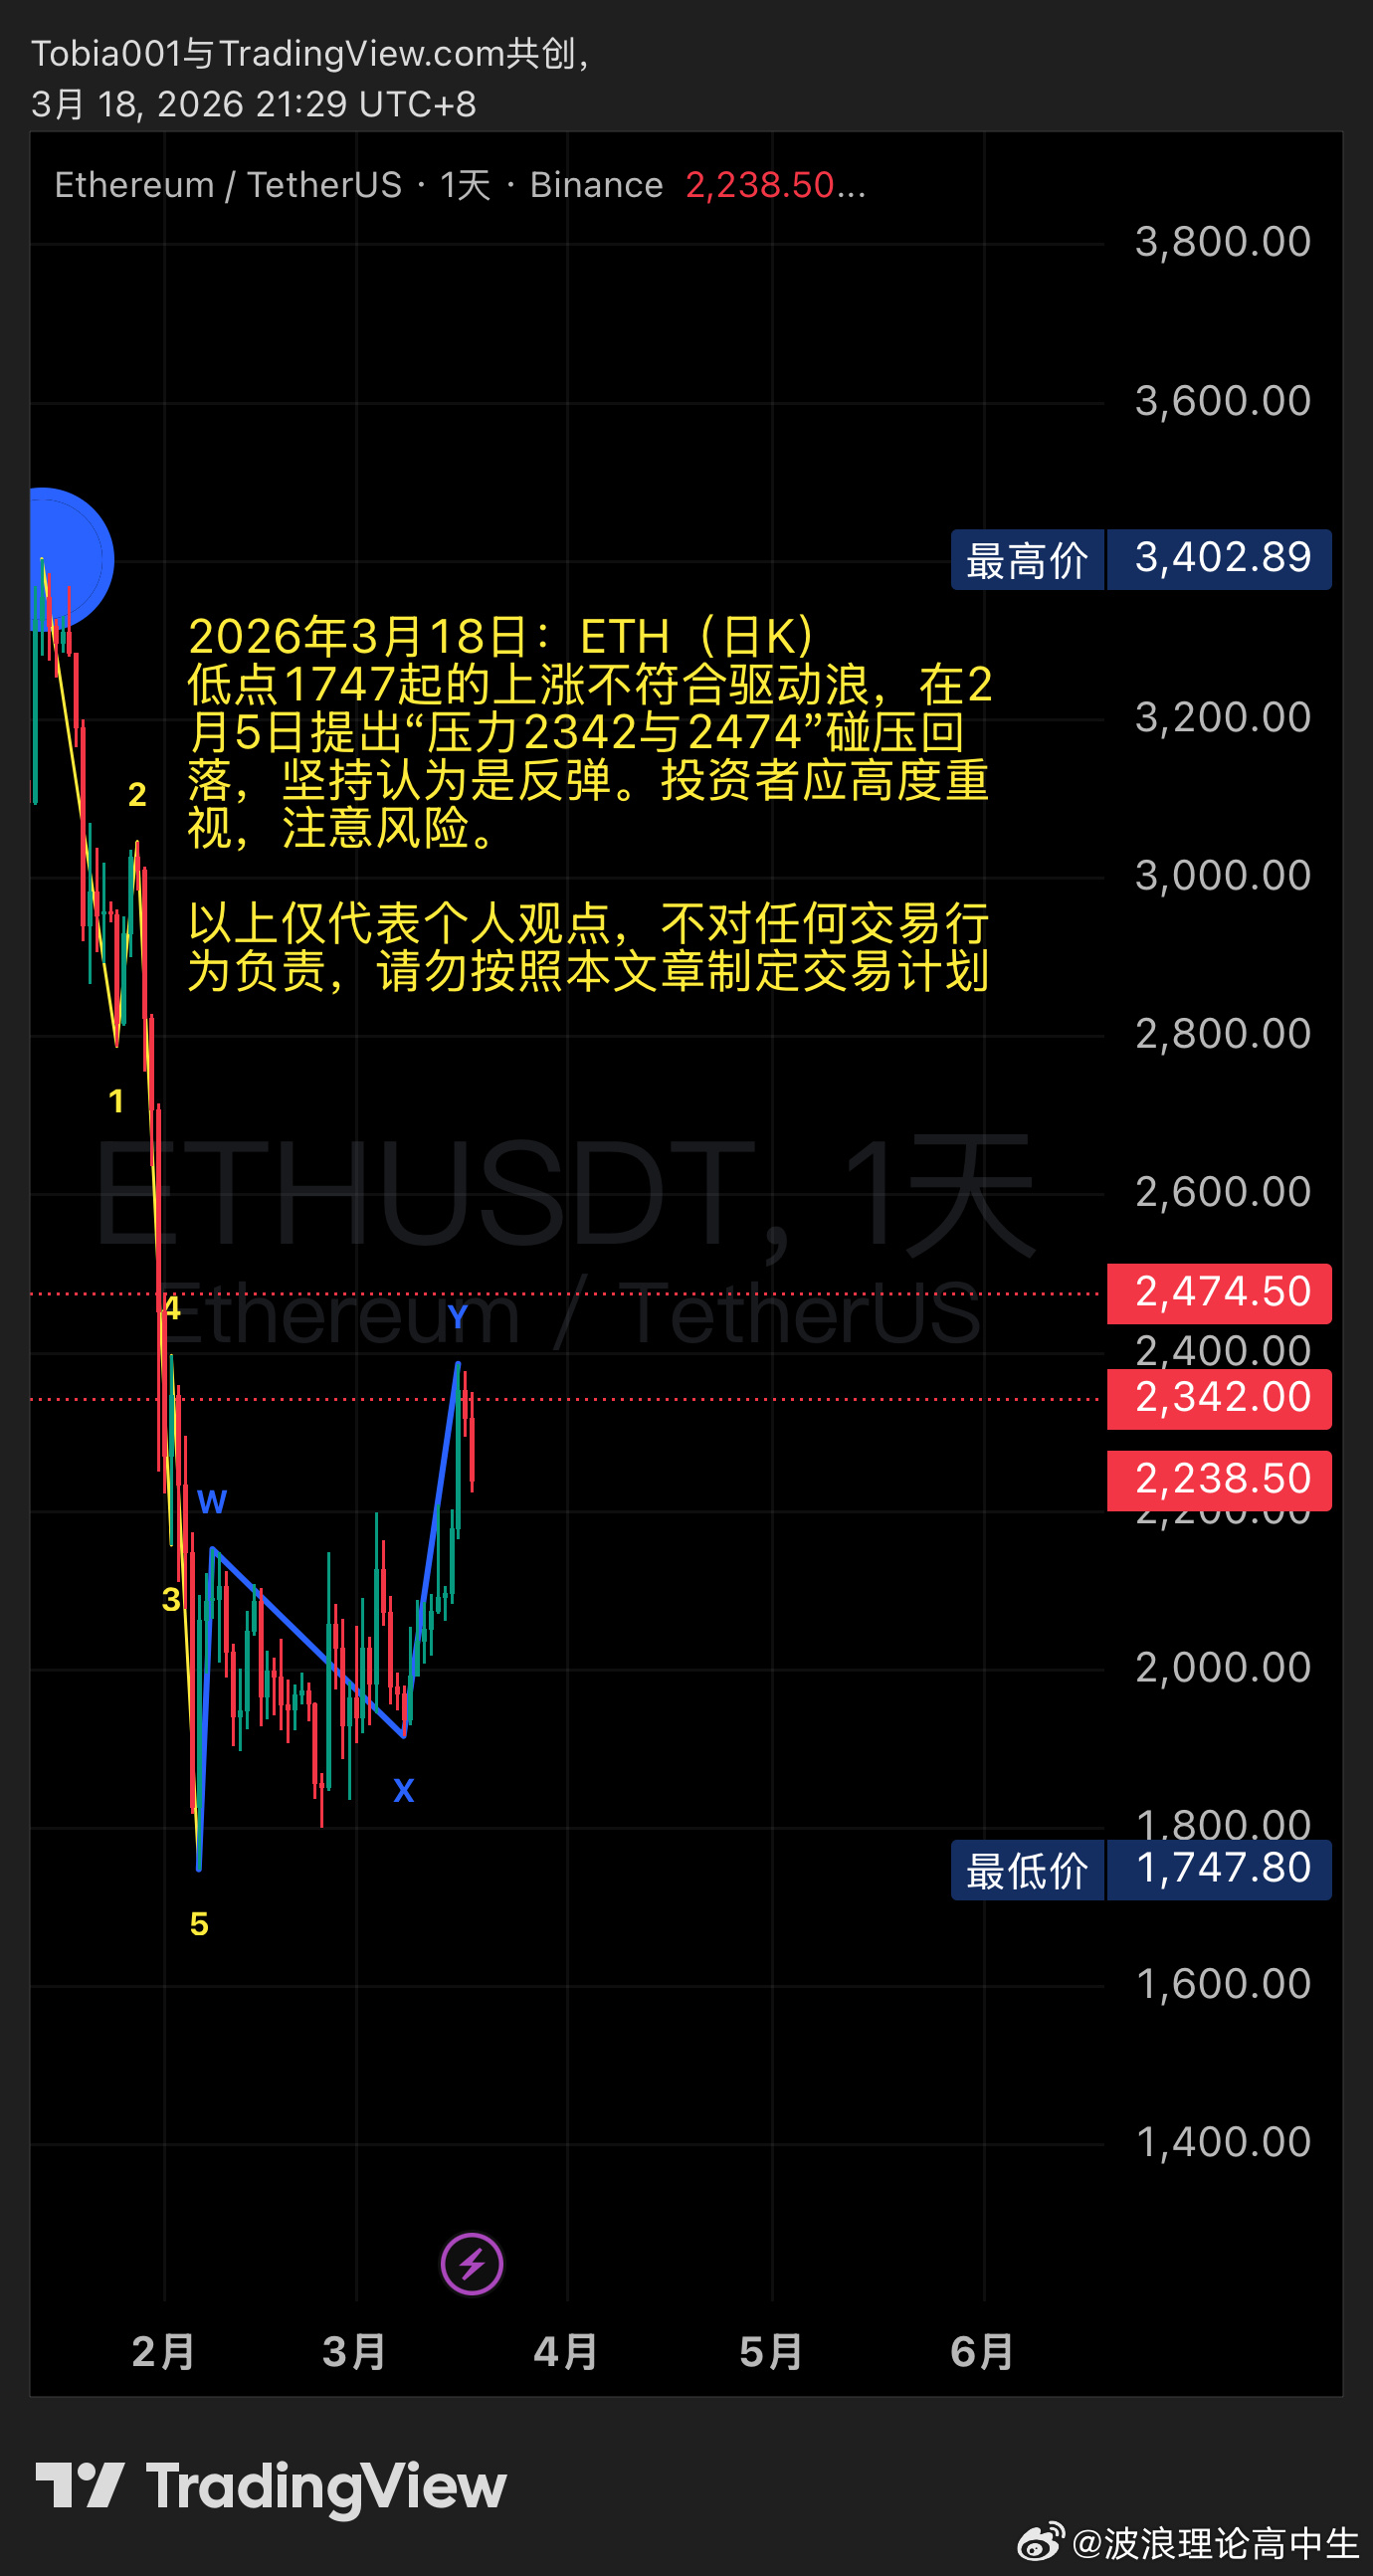 Tobia001与TradingView.com共创,
3月 18, 2026 21:29 UTC+8
Ethereum / TetherUS · 1天 · Binance 2,238.50...
3,800.00
3,600.00
最高价 3,402.89
2026年3月18日：ETH（日K）
低点1747起的上涨不符合驱动浪，在2
月5日提出“压力2342与2474”碰压回
落，坚持认为是反弹。投资者应高度重
视，注意风险。
以上仅代表个人观点，不对任何交易行
为负责，请勿按照本文章制定交易计划
3,200.00
2
3,000.00
2,800.00
1
ETHUSDT, 1天
Ethereum / TetherUS
2,600.00
2,474.50
4
Y
2,400.00
2,342.00
2,238.50
2,200.00
W
3
2,000.00
X
1,800.00
最低价 1,747.80
5
1,600.00
1,400.00
2月 3月 4月 5月 6月
TradingView
@波浪理论高中生